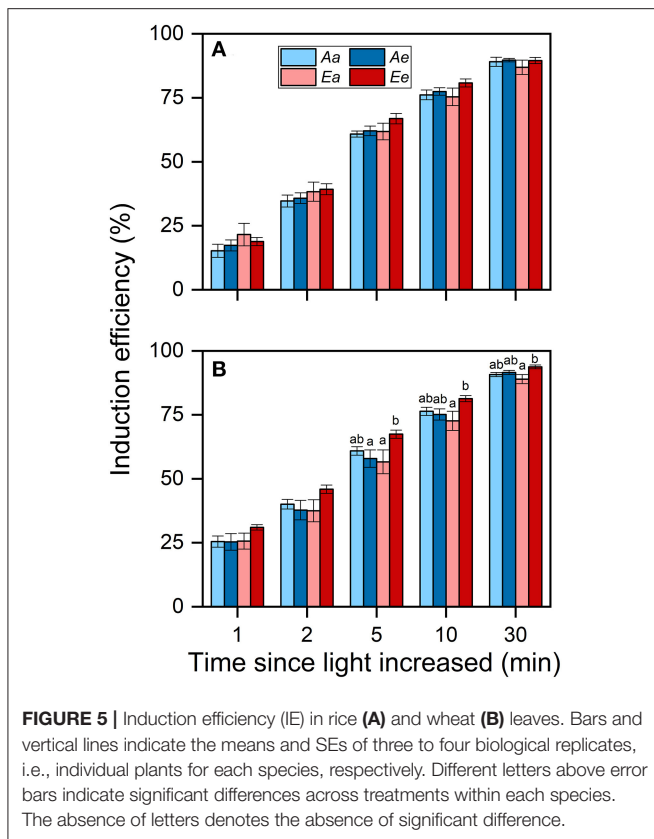 A
Aa Ae
Ea Ee
100
75
50
25
0
Induction efficiency (%)
B
100
75
50
25
0
ab a a b
ab ab a b
ab ab a b
1 2 5 10 30
Time since light increased (min)
FIGURE 5 | Induction efficiency (IE) in rice (A) and wheat (B) leaves. Bars and
vertical lines indicate the means and SEs of three to four biological replicates,
i.e., individual plants for each species, respectively. Different letters above error
bars indicate significant differences across treatments within each species.
The absence of letters denotes the absence of significant difference.